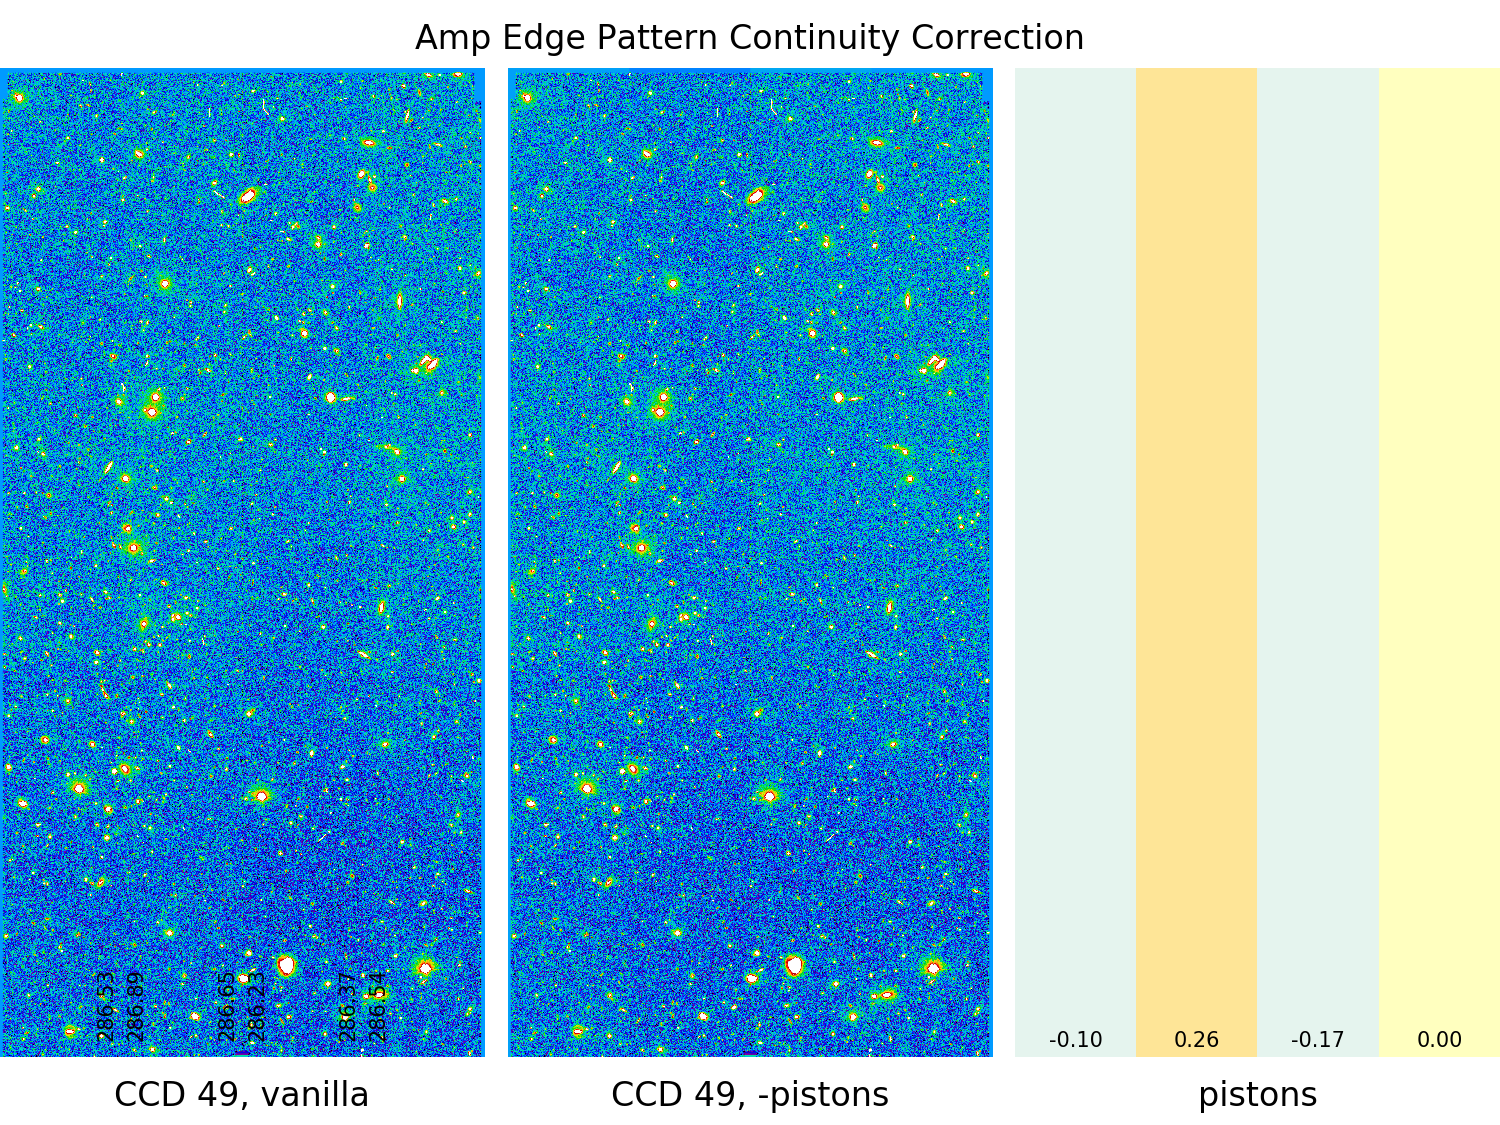 Amp Edge Pattern Continuity Correction
286.53
286.89
286.65
286.23
286.37
286.54
-0.10 0.26 -0.17 0.00
CCD 49, vanilla CCD 49, -pistons pistons